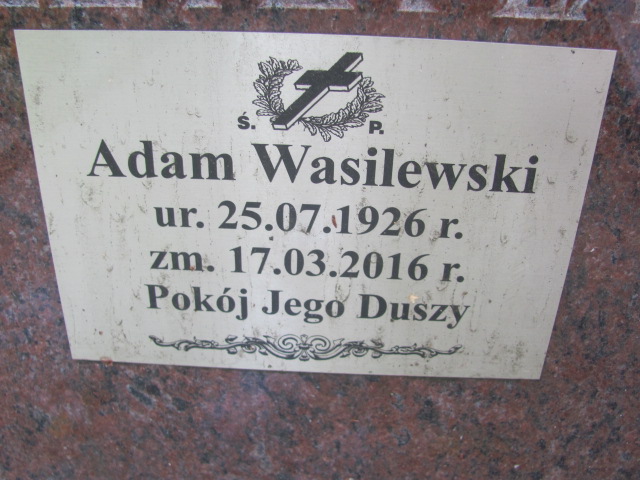 Ś. P.
Adam Wasilewski
ur. 25.07.1926 r.
zm. 17.03.2016 r.
Pokój Jego Duszy